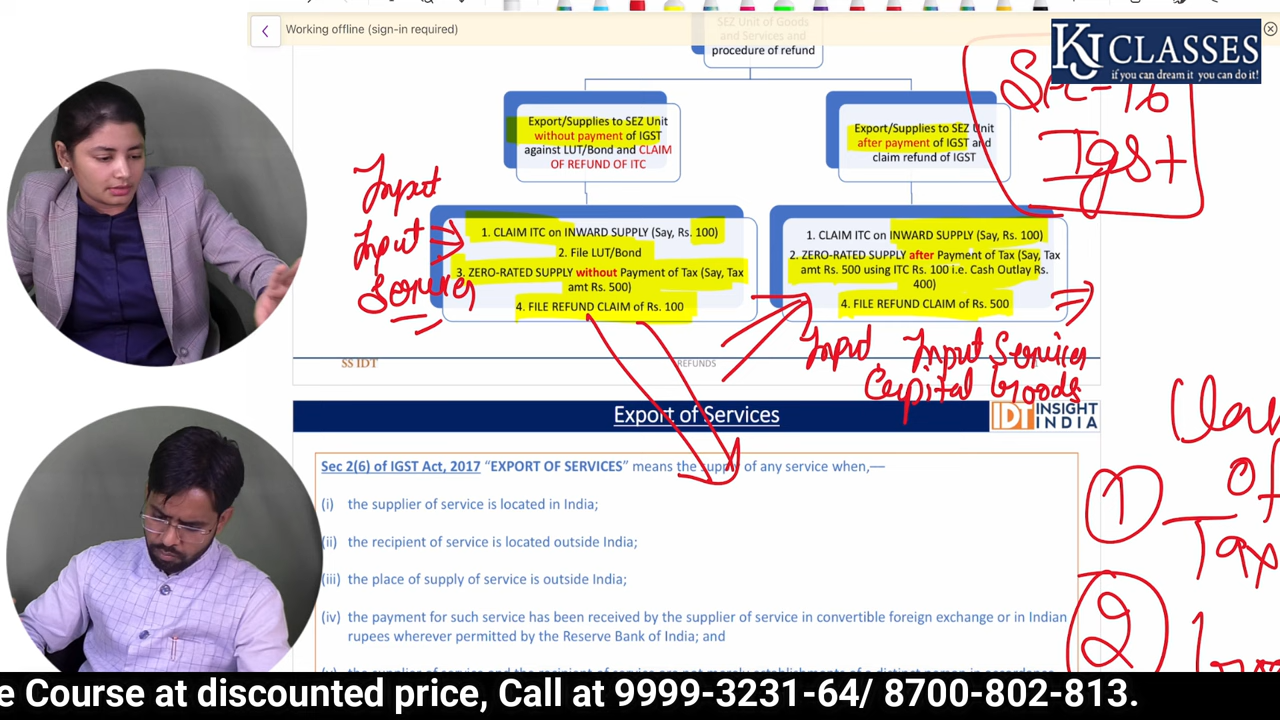 Working offline (sign-in required)
KJ CLASSES
if you can dream it you can do it!
SEZ Unit of Goods
and Services and
procedure of refund
Sec-16
Igst
Export/Supplies to SEZ Unit
without payment of IGST
against LUT/Bond and CLAIM
OF REFUND OF ITC
Export/Supplies to SEZ Unit
after payment of IGST and
claim refund of IGST
Input
Input
Services
1. CLAIM ITC on INWARD SUPPLY (Say, Rs. 100)
2. File LUT/Bond
3. ZERO-RATED SUPPLY without Payment of Tax (Say, Tax
amt Rs. 500)
4. FILE REFUND CLAIM of Rs. 100
1. CLAIM ITC on INWARD SUPPLY (Say, Rs. 100)
2. ZERO-RATED SUPPLY after Payment of Tax (Say, Tax
amt Rs. 500 using ITC Rs. 100 i.e. Cash Outlay Rs.
400)
4. FILE REFUND CLAIM of Rs. 500
Input Input Services
Capital Goods
SS IDT
REFUNDS
Export of Services
IDT INSIGHT
INDIA
Sec 2(6) of IGST Act, 2017 “EXPORT OF SERVICES” means the supply of any service when,—
(i) the supplier of service is located in India;
(ii) the recipient of service is located outside India;
(iii) the place of supply of service is outside India;
(iv) the payment for such service has been received by the supplier of service in convertible foreign exchange or in Indian
rupees wherever permitted by the Reserve Bank of India; and
of
1 Tax
2
e Course at discounted price, Call at 9999-3231-64/ 8700-802-813.